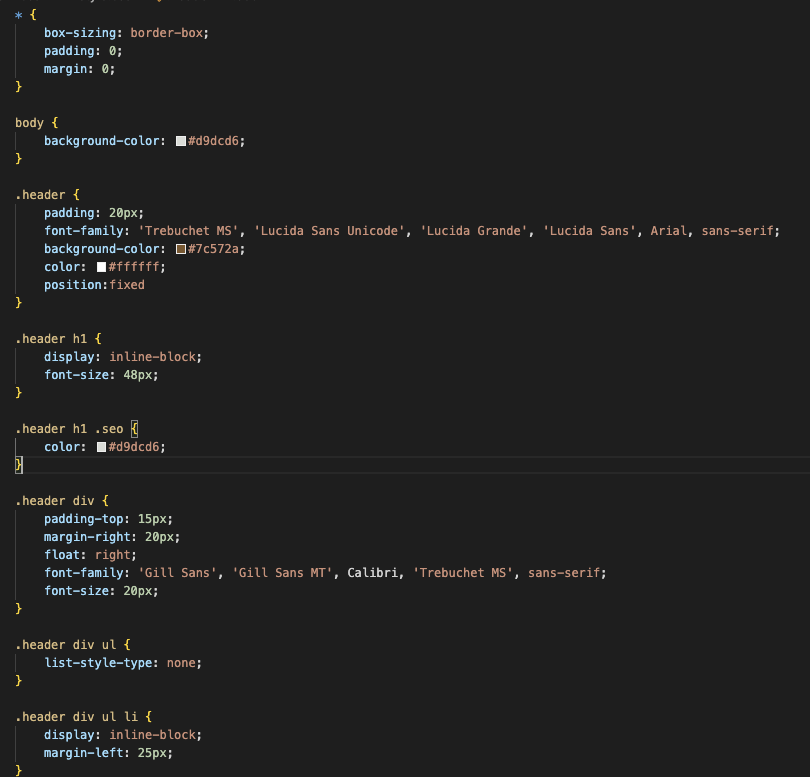 * {
    box-sizing: border-box;
    padding: 0;
    margin: 0;
}

body {
    background-color: #d9dcd6;
}

.header {
    padding: 20px;
    font-family: 'Trebuchet MS', 'Lucida Sans Unicode', 'Lucida Grande', 'Lucida Sans', Arial, sans-serif;
    background-color: #7c572a;
    color: #ffffff;
    position:fixed
}

.header h1 {
    display: inline-block;
    font-size: 48px;
}

.header h1 .seo {
    color: #d9dcd6;
}

.header div {
    padding-top: 15px;
    margin-right: 20px;
    float: right;
    font-family: 'Gill Sans', 'Gill Sans MT', Calibri, 'Trebuchet MS', sans-serif;
    font-size: 20px;
}

.header div ul {
    list-style-type: none;
}

.header div ul li {
    display: inline-block;
    margin-left: 25px;
}